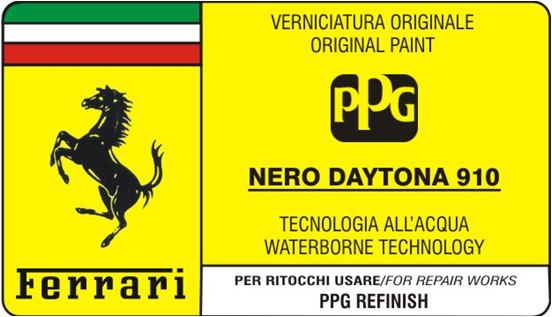 VERNICIATURA ORIGINALE
ORIGINAL PAINT
PPG
NERO DAYTONA 910
TECNOLOGIA ALL'ACQUA
WATERBORNE TECHNOLOGY
Ferrari
PER RITOCCHI USARE/FOR REPAIR WORKS
PPG REFINISH